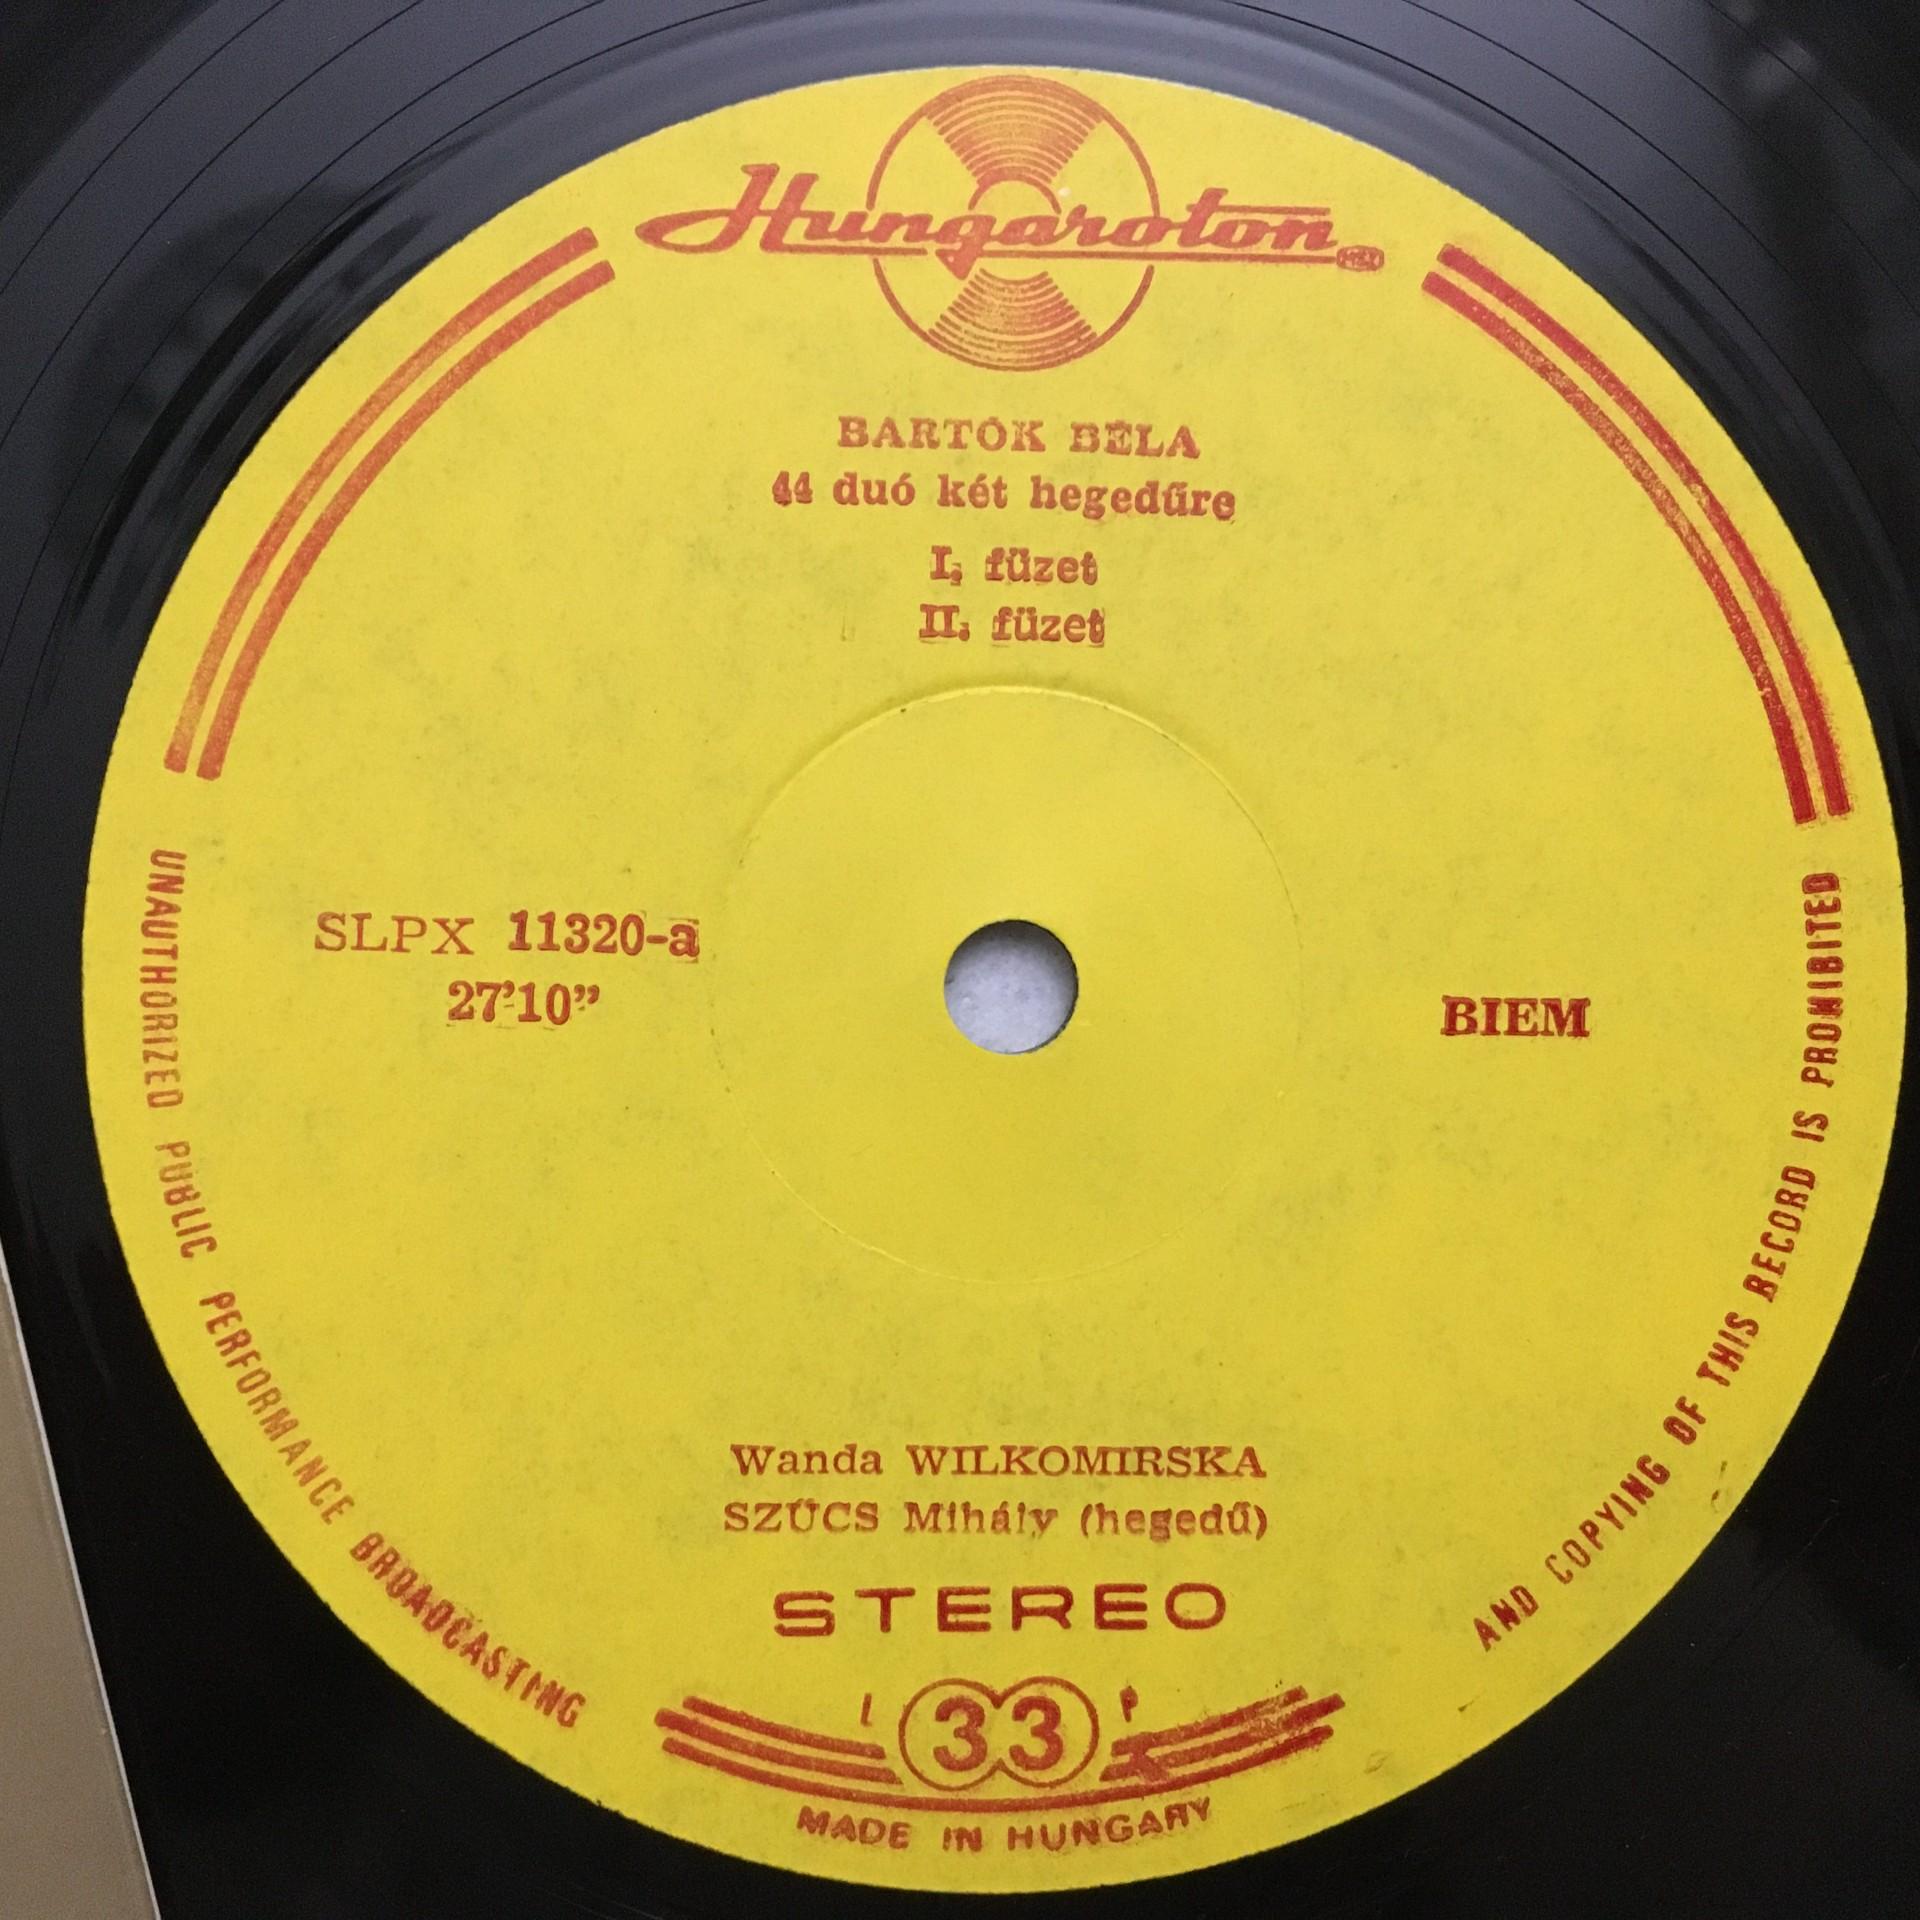 Hungaroton
BARTÓK BÉLA
44 duó két hegedűre
I. füzet
II. füzet
SLPX 11320-a
27'10”
BIEM
Wanda WILKOMIRSKA
SZŰCS Mihály (hegedű)
STEREO
L 33 P
MADE IN HUNGARY
UNAUTHORIZED PUBLIC PERFORMANCE BROADCASTING AND COPYING OF THIS RECORD IS PROHIBITED